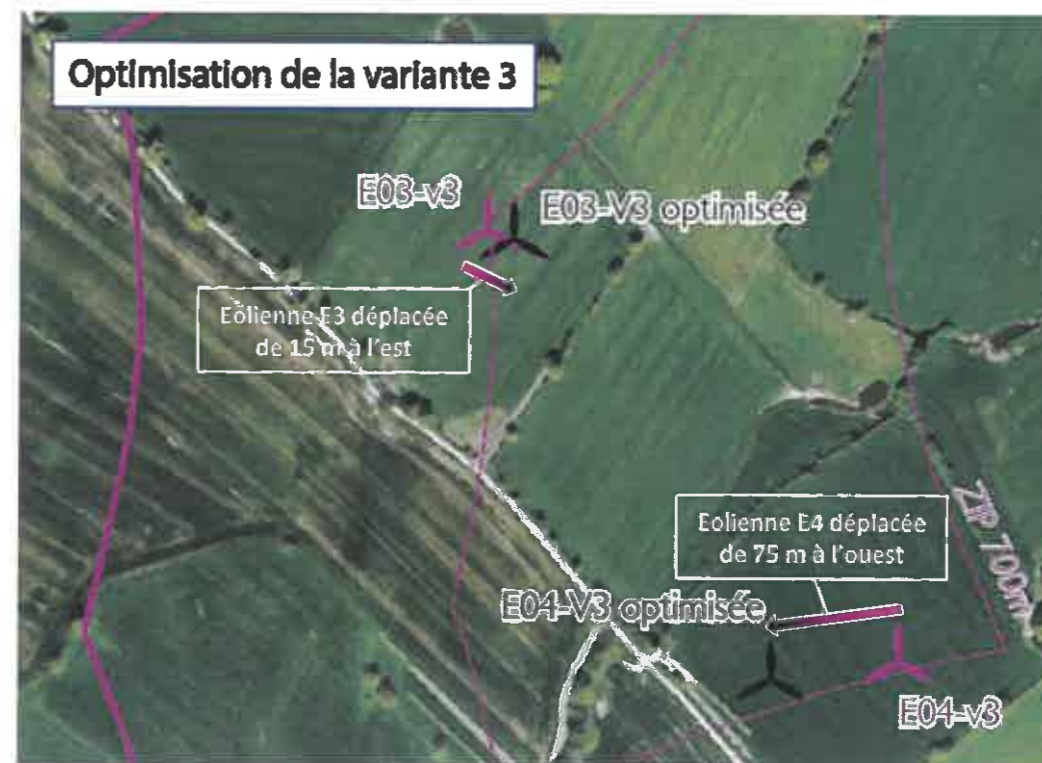 Optimisation de la variante 3
E03-v3
E03-V3 optimisée
Eolienne E3 déplacée
de 15 m à l'est
Eolienne E4 déplacée
de 75 m à l'ouest
ZIP 700m
E04-V3 optimisée
E04-v3